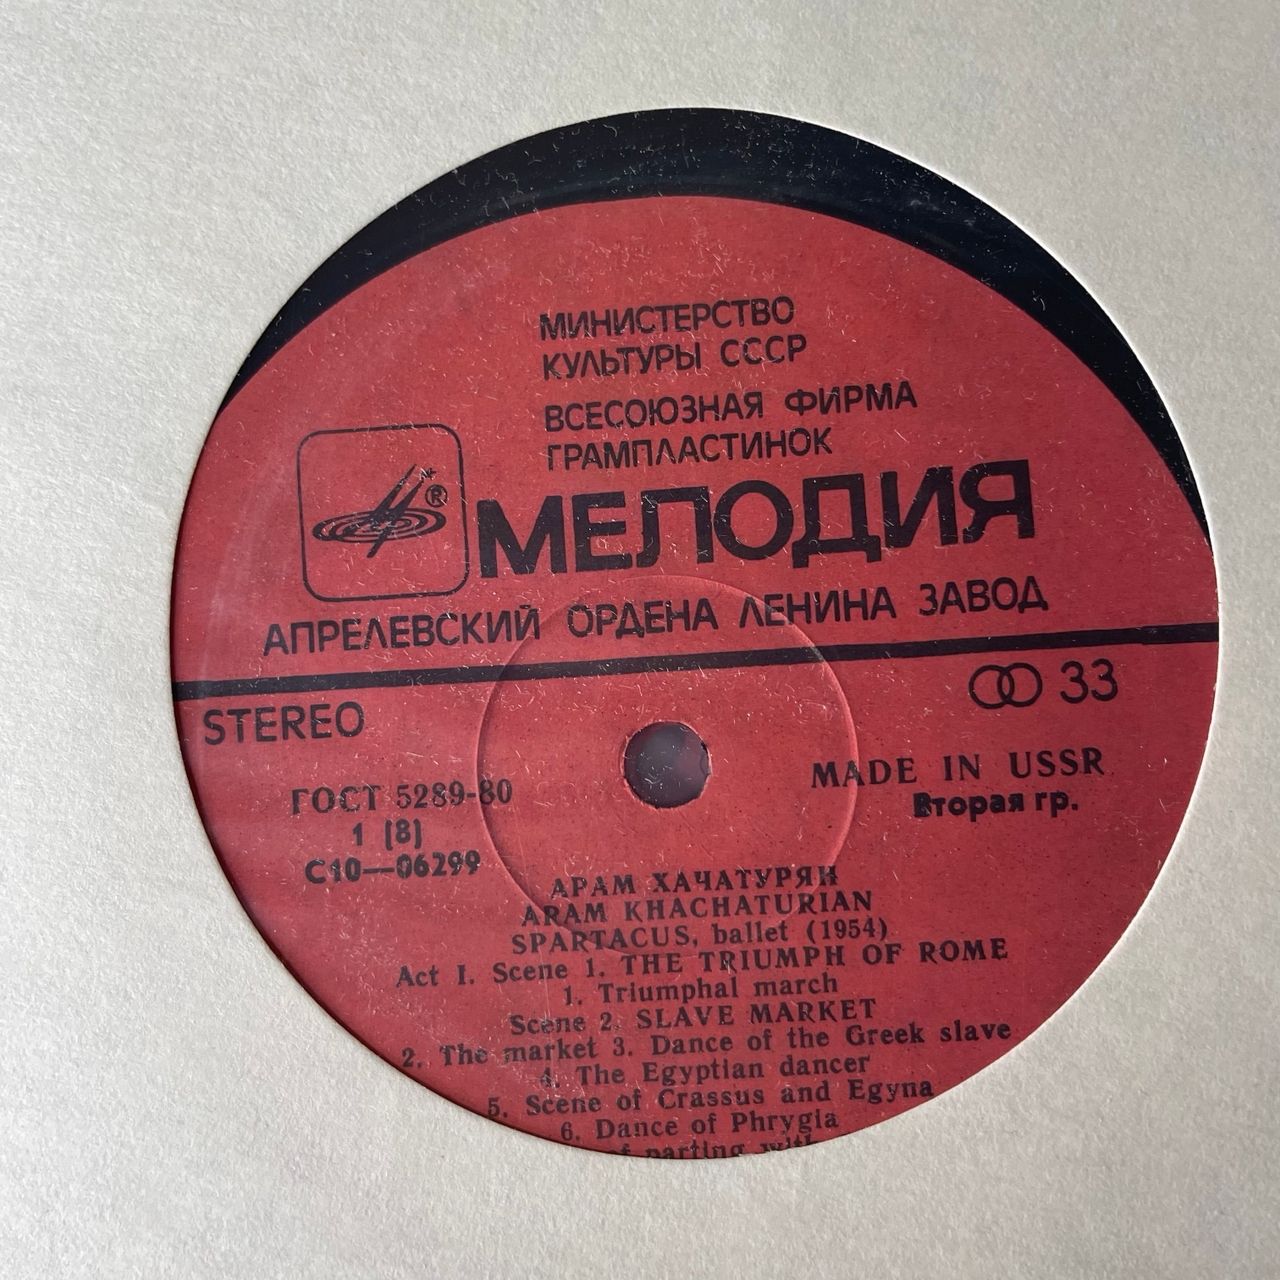 МИНИСТЕРСТВО
КУЛЬТУРЫ СССР
ВСЕСОЮЗНАЯ ФИРМА
ГРАМПЛАСТИНОК
®
МЕЛОДИЯ
АПРЕЛЕВСКИЙ ОРДЕНА ЛЕНИНА ЗАВОД
STEREO
33
ГОСТ 5289-80
1 (8)
С10—06299
MADE IN USSR
Вторая гр.
АРАМ ХАЧАТУРЯН
ARAM KHACHATURIAN
SPARTACUS, ballet (1954)
Act I. Scene 1. THE TRIUMPH OF ROME
1. Triumphal march
Scene 2. SLAVE MARKET
2. The market 3. Dance of the Greek slave
4. The Egyptian dancer
5. Scene of Crassus and Egyna
6. Dance of Phrygia
parting with